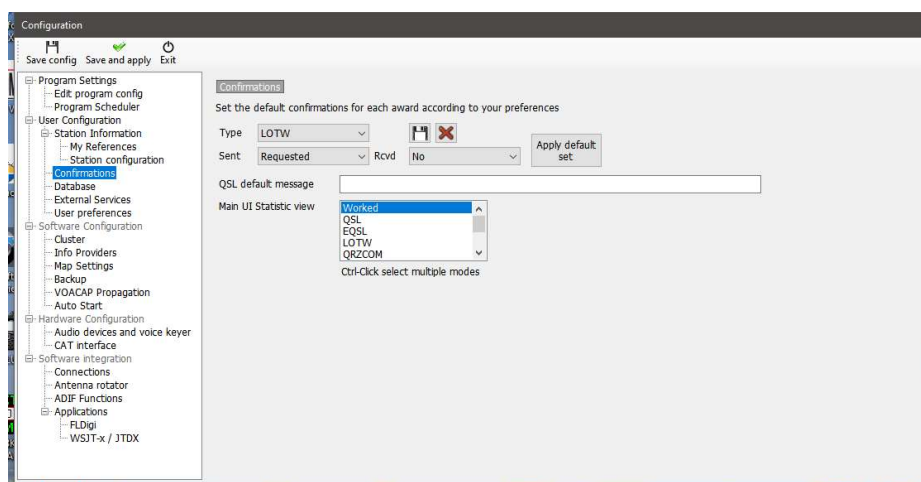 Configuration
Save config Save and apply Exit
Program Settings
Edit program config
Program Scheduler
User Configuration
Station Information
My References
Station configuration
Confirmations
Database
External Services
User preferences
Software Configuration
Cluster
Info Providers
Map Settings
Backup
VOACAP Propagation
Auto Start
Hardware Configuration
Audio devices and voice keyer
CAT interface
Software integration
Connections
Antenna rotator
ADIF Functions
Applications
FLDigi
WSJT-x / JTDX
Confirmations
Set the default confirmations for each award according to your preferences
Type LOTW
Sent Requested Rcvd No
Apply default
set
QSL default message
Main UI Statistic view
Worked
QSL
EQSL
LOTW
QRZCOM
Ctrl-Click select multiple modes